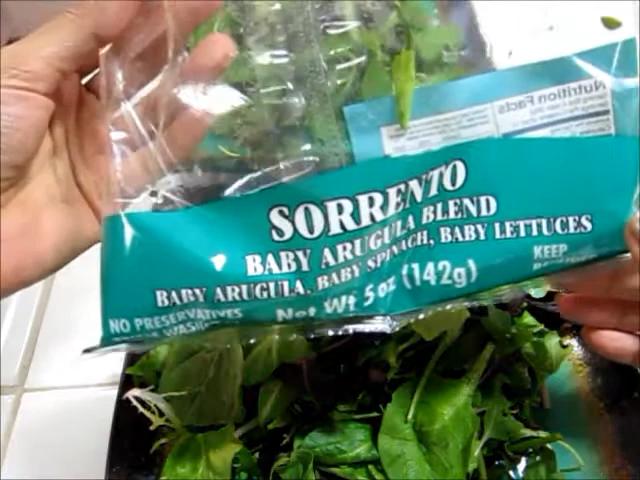 Nutrition Facts
SORRENTO
BABY ARUGULA BLEND
BABY ARUGULA, BABY SPINACH, BABY LETTUCES
Net Wt 5 oz (142g)
KEEP
NO PRESERVATIVES